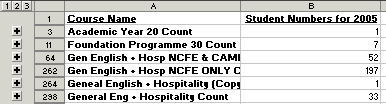 1 2 3 A B
1 Course Name Student Numbers for 2005
3 Academic Year 20 Count 1
11 Foundation Programme 30 Count 7
64 Gen English + Hosp NCFE & CAMI 52
262 Gen English + Hosp NCFE ONLY C 197
264 Geneal English + Hospitality (Copy 1
298 General Eng + Hospitality Count 33